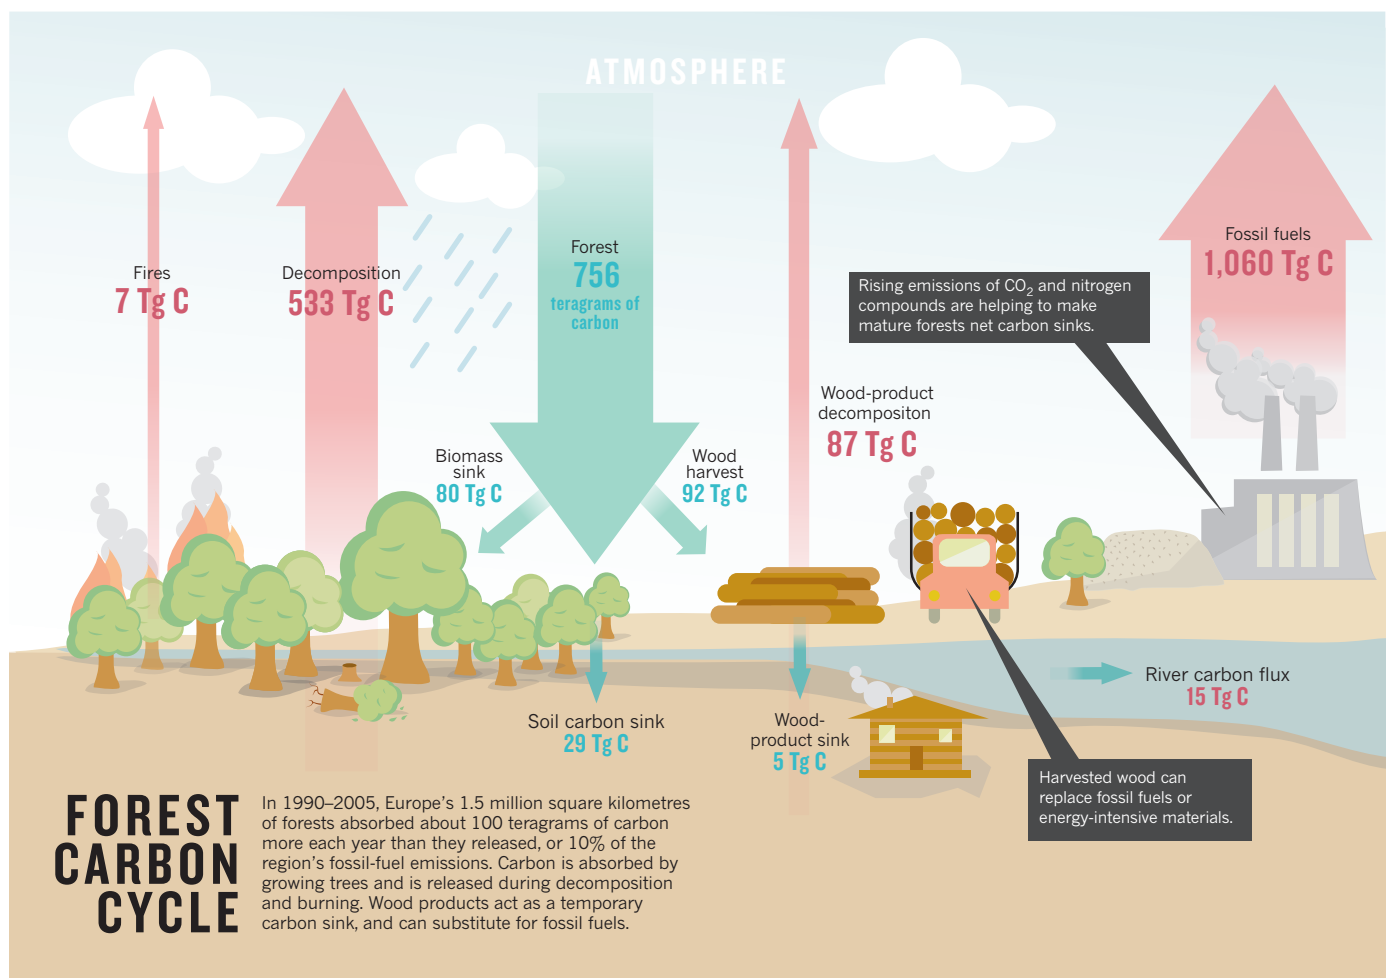 ATMOSPHERE
Fires
7 Tg C
Decomposition
533 Tg C
Forest
756
teragrams of
carbon
Biomass
sink
80 Tg C
Wood
harvest
92 Tg C
Wood-product
decompositon
87 Tg C
Rising emissions of CO₂ and nitrogen
compounds are helping to make
mature forests net carbon sinks.
Fossil fuels
1,060 Tg C
Soil carbon sink
29 Tg C
Wood-
product sink
5 Tg C
River carbon flux
15 Tg C
Harvested wood can
replace fossil fuels or
energy-intensive materials.
FOREST
CARBON
CYCLE
In 1990–2005, Europe’s 1.5 million square kilometres
of forests absorbed about 100 teragrams of carbon
more each year than they released, or 10% of the
region’s fossil-fuel emissions. Carbon is absorbed by
growing trees and is released during decomposition
and burning. Wood products act as a temporary
carbon sink, and can substitute for fossil fuels.